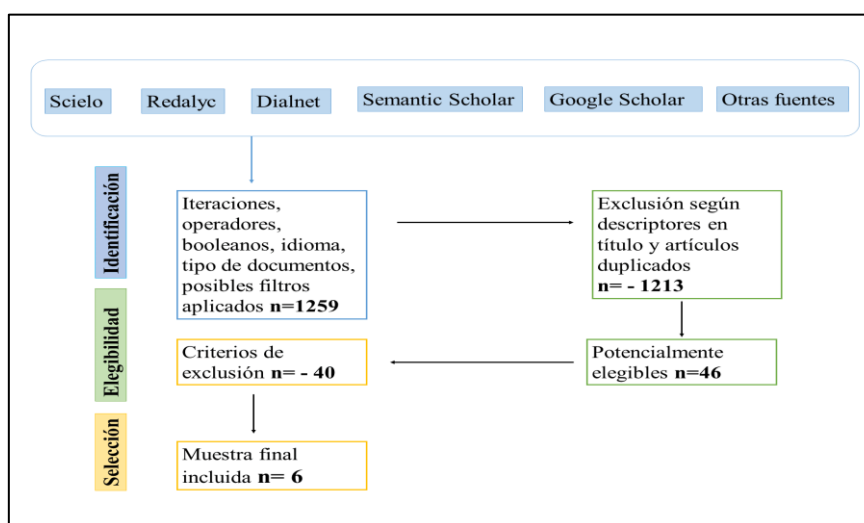 Scielo
Redalyc
Dialnet
Semantic Scholar
Google Scholar
Otras fuentes
Identificación
Iteraciones,
operadores,
booleanos, idioma,
tipo de documentos,
posibles filtros
aplicados n=1259
Exclusión según
descriptores en
título y artículos
duplicados
n= - 1213
Elegibilidad
Criterios de
exclusión n= - 40
Potencialmente
elegibles n=46
Selección
Muestra final
incluida n= 6